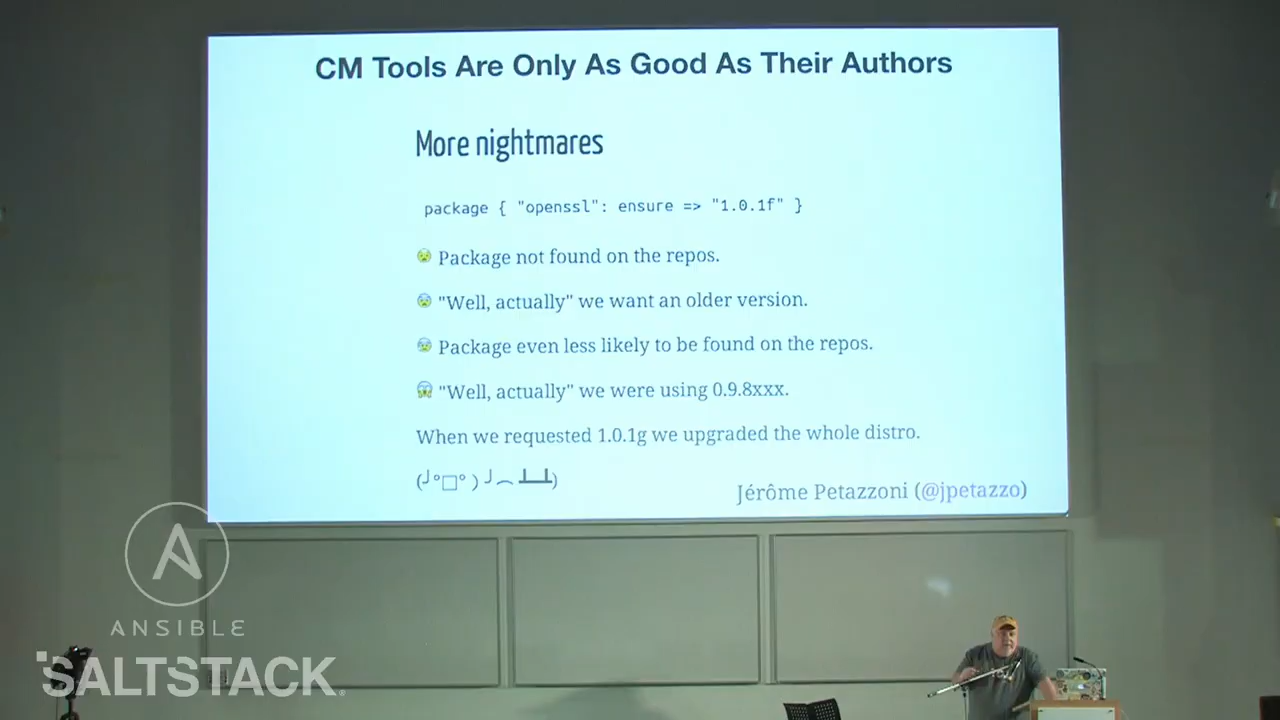 CM Tools Are Only As Good As Their Authors
More nightmares
package { "openssl": ensure => "1.0.1f" }
😟 Package not found on the repos.
😨 "Well, actually" we want an older version.
😰 Package even less likely to be found on the repos.
😱 "Well, actually" we were using 0.9.8xxx.
When we requested 1.0.1g we upgraded the whole distro.
(╯°□°)╯︵ ┻━┻)
Jérôme Petazzoni (@jpetazzo)
ANSIBLE
SALTSTACK